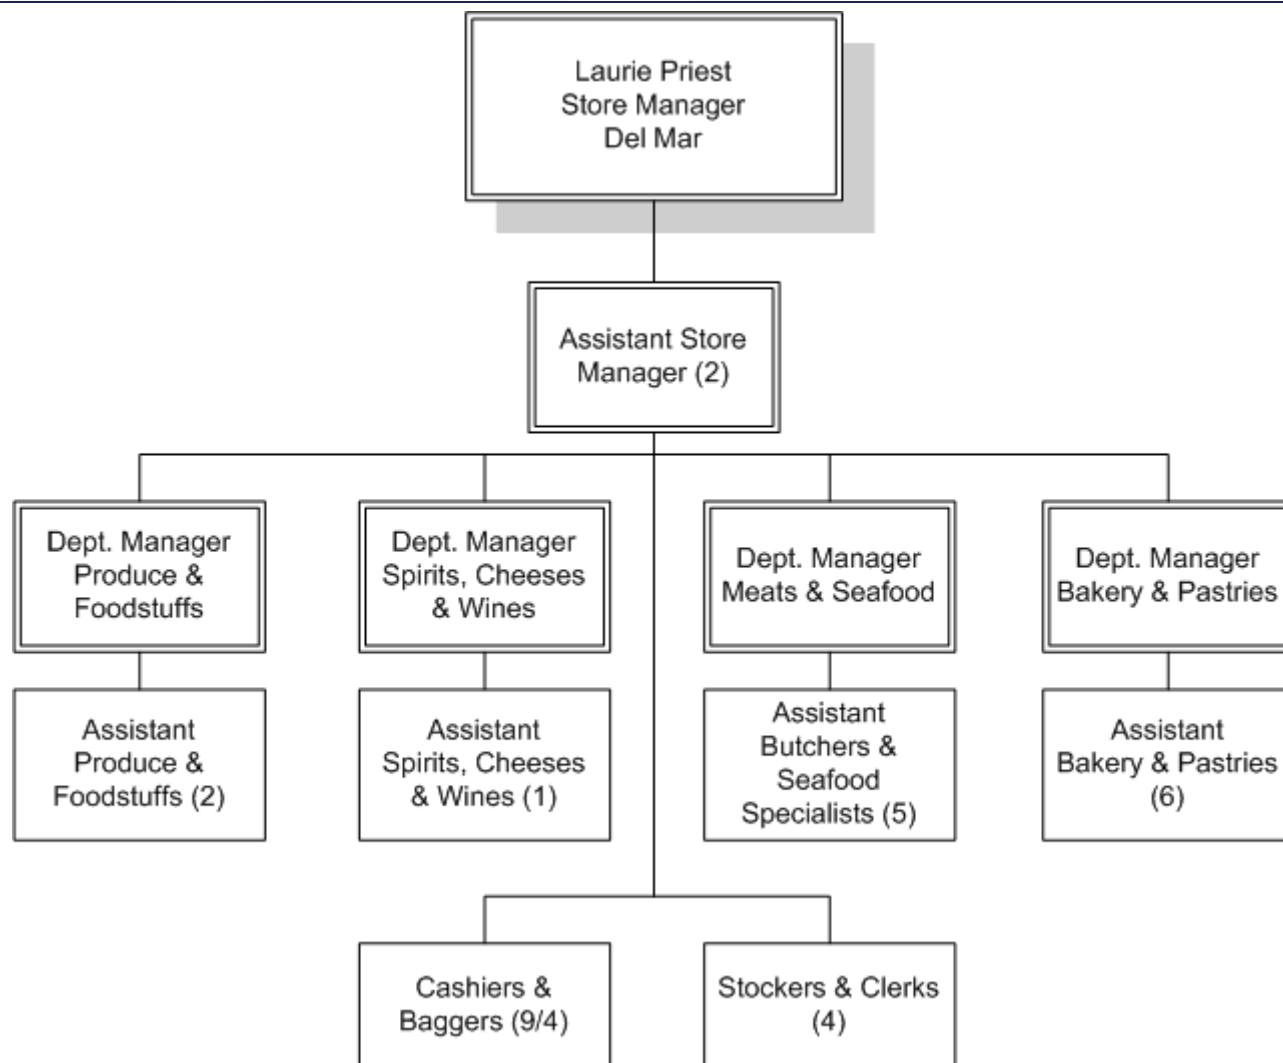 Laurie Priest
Store Manager
Del Mar
Assistant Store
Manager (2)
Dept. Manager
Produce &
Foodstuffs
Dept. Manager
Spirits, Cheeses
& Wines
Dept. Manager
Meats & Seafood
Dept. Manager
Bakery & Pastries
Assistant
Produce &
Foodstuffs (2)
Assistant
Spirits, Cheeses
& Wines (1)
Assistant
Butchers &
Seafood
Specialists (5)
Assistant
Bakery & Pastries
(6)
Cashiers &
Baggers (9/4)
Stockers & Clerks
(4)